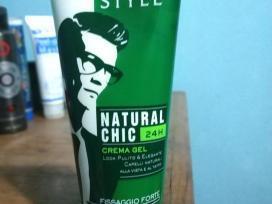 STYLE
NATURAL
CHIC 24H
CREMA GEL
LOOK PULITO & ELEGANTE
CAPELLI NATURALI
ALLA VISTA E AL TATTO
FISSAGGIO FORTE